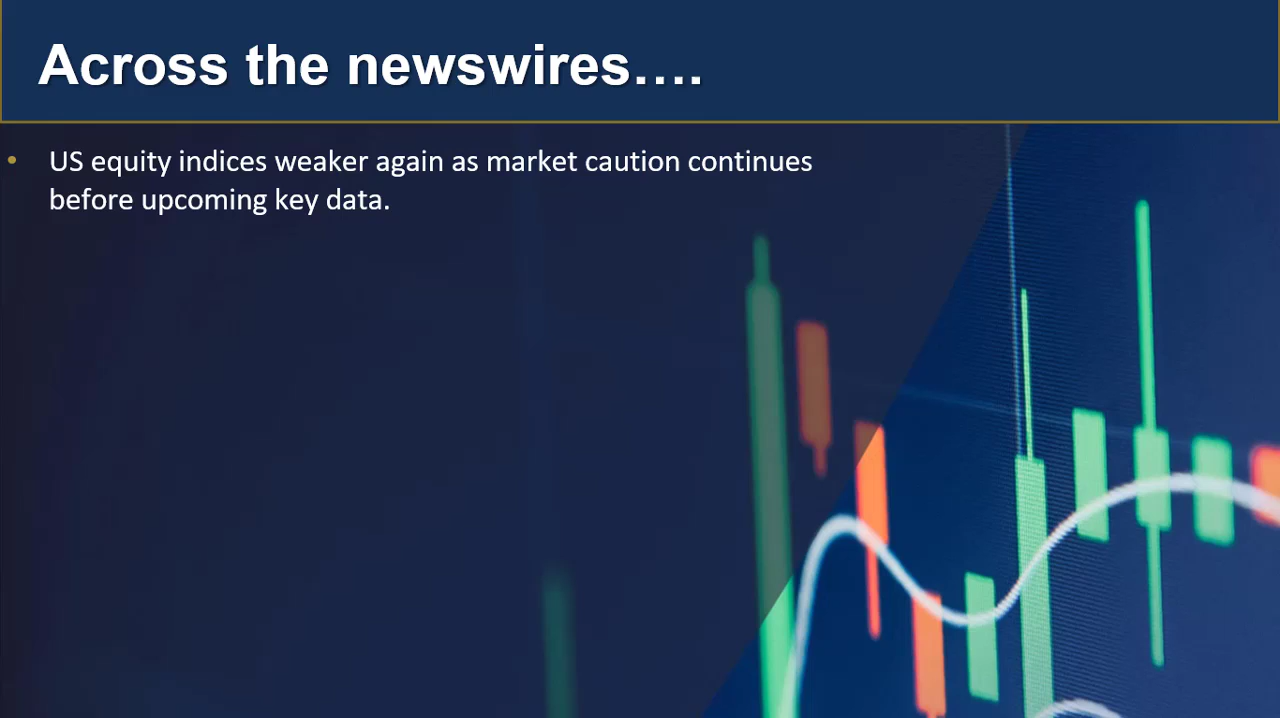 Across the newswires….
• US equity indices weaker again as market caution continues
before upcoming key data.